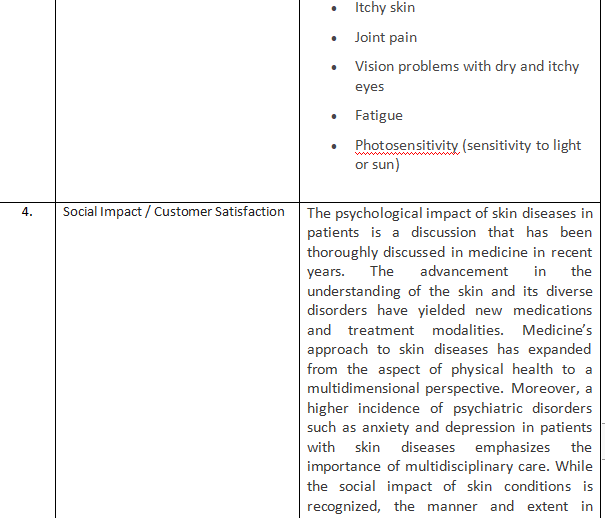 • Itchy skin
• Joint pain
• Vision problems with dry and itchy
eyes
• Fatigue
• Photosensitivity (sensitivity to light
or sun)
4. Social Impact / Customer Satisfaction The psychological impact of skin diseases in
patients is a discussion that has been
thoroughly discussed in medicine in recent
years. The advancement in the
understanding of the skin and its diverse
disorders have yielded new medications
and treatment modalities. Medicine's
approach to skin diseases has expanded
from the aspect of physical health to a
multidimensional perspective. Moreover, a
higher incidence of psychiatric disorders
such as anxiety and depression in patients
with skin diseases emphasizes the
importance of multidisciplinary care. While
the social impact of skin conditions is
recognized, the manner and extent in